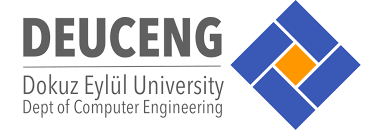 DEUCENG
Dokuz Eylül University
Dept of Computer Engineering